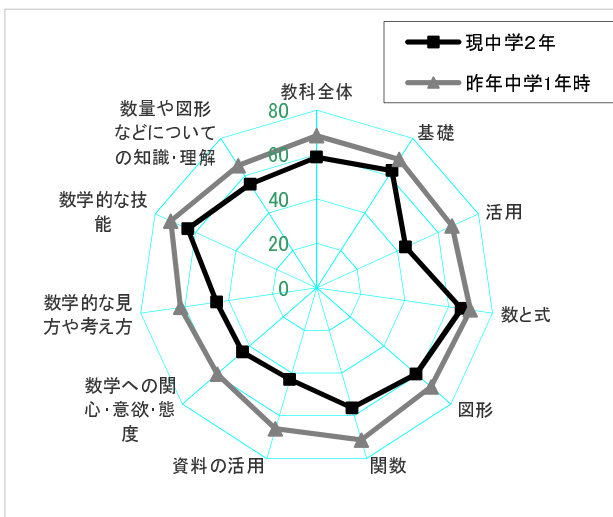 現中学2年
昨年中学1年時
教科全体
基礎
活用
数と式
図形
関数
資料の活用
数学への関
心・意欲・態
度
数学的な見
方や考え方
数学的な技
能
数量や図形
などについて
の知識・理解
80
60
40
20
0